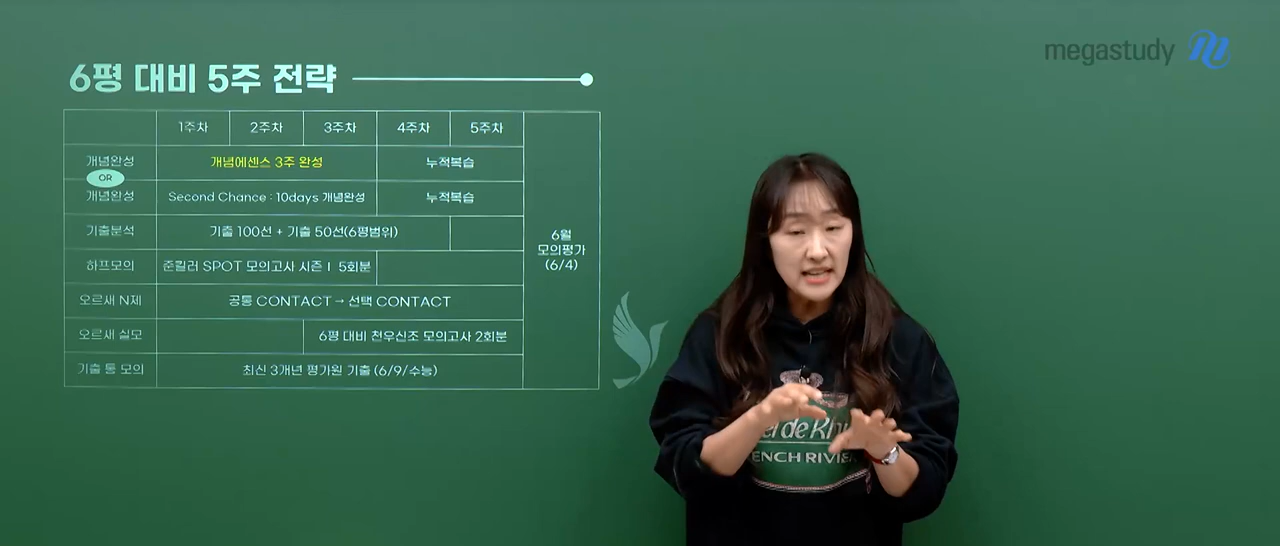 megastudy
6평 대비 5주 전략
1주차 2주차 3주차 4주차 5주차
개념완성 개념에센스 3주 완성 누적복습
OR
개념완성 Second Chance : 10days 개념완성 누적복습
기출분석 기출 100선 + 기출 50선(6평범위)
하프모의 준킬러 SPOT 모의고사 시즌 I 5회분
오르새 N제 공통 CONTACT → 선택 CONTACT
오르새 실모 6평 대비 천우신조 모의고사 2회분
기출 통 모의 최신 3개년 평가원 기출 (6/9/수능)
6월
모의평가
(6/4)
ENCH RIVIE